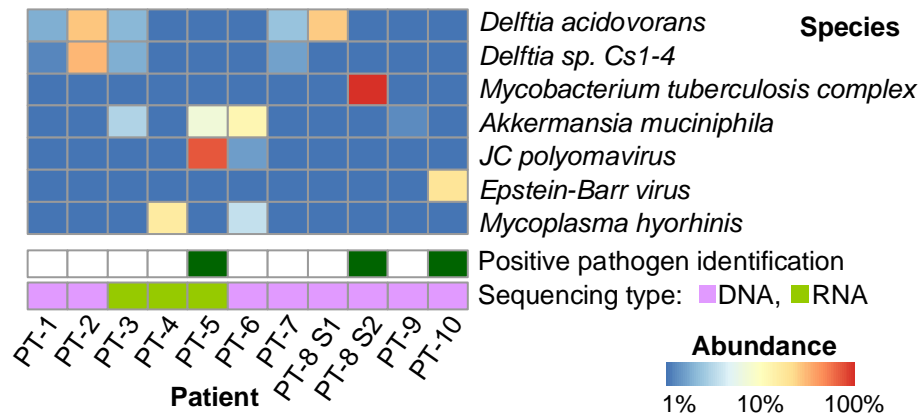 Delftia acidovorans
Species
Delftia sp. Cs1-4
Mycobacterium tuberculosis complex
Akkermansia muciniphila
JC polyomavirus
Epstein-Barr virus
Mycoplasma hyorhinis
Positive pathogen identification
Sequencing type: DNA, RNA
PT-1 PT-2 PT-3 PT-4 PT-5 PT-6 PT-7 PT-8 S1 PT-8 S2 PT-9 PT-10
Patient
Abundance
1% 10% 100%